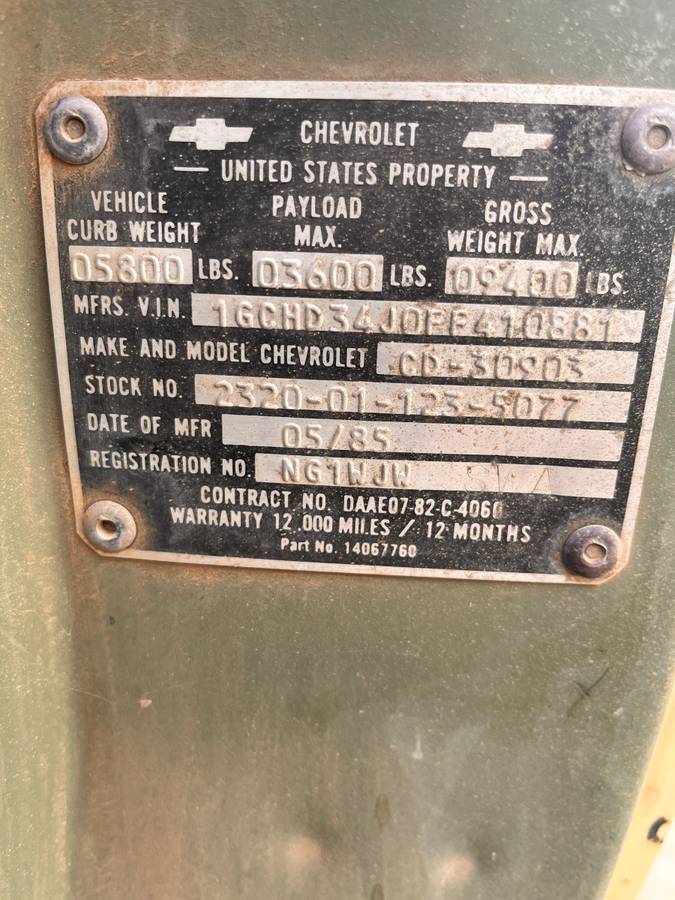 CHEVROLET
— UNITED STATES PROPERTY —
VEHICLE CURB WEIGHT 05800 LBS.
PAYLOAD MAX. 03600 LBS.
GROSS WEIGHT MAX. 09400 LBS.
MFRS. V.I.N. 1GCHD34J0FF410881
MAKE AND MODEL CHEVROLET CD-30903
STOCK NO. 2320-01-123-5077
DATE OF MFR 05/85
REGISTRATION NO. NG1WJW SWA
CONTRACT NO. DAAE07-82-C-4060
WARRANTY 12,000 MILES / 12 MONTHS
Part No. 14067760